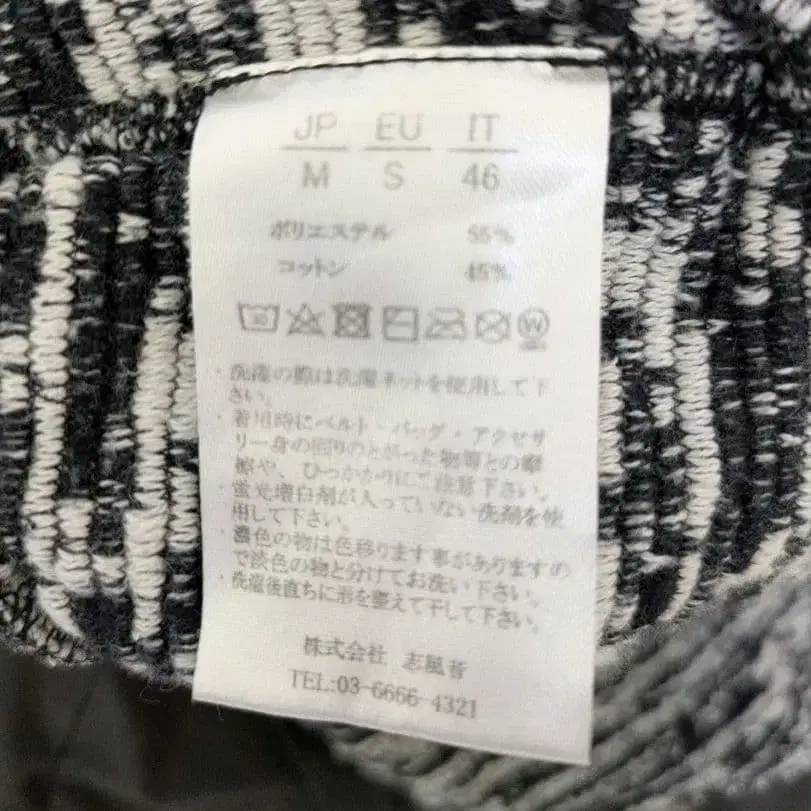 JP EU IT
M S 46
ポリエステル 55%
コットン 45%
・洗濯の際は洗濯ネットを使用して下
さい。
・着用時にベルト・バッグ・アクセサ
リー身の回りのとがった物等との摩
擦や、ひっかかりにご注意下さい。
・蛍光増白剤が入っていない洗剤を使
用して下さい。
・濃色の物は色移りします事がありますの
で淡色の物と分けてお洗い下さい。
・洗濯後直ちに形を整えて干して下さい。
株式会社 志風音
TEL:03-6666-4321